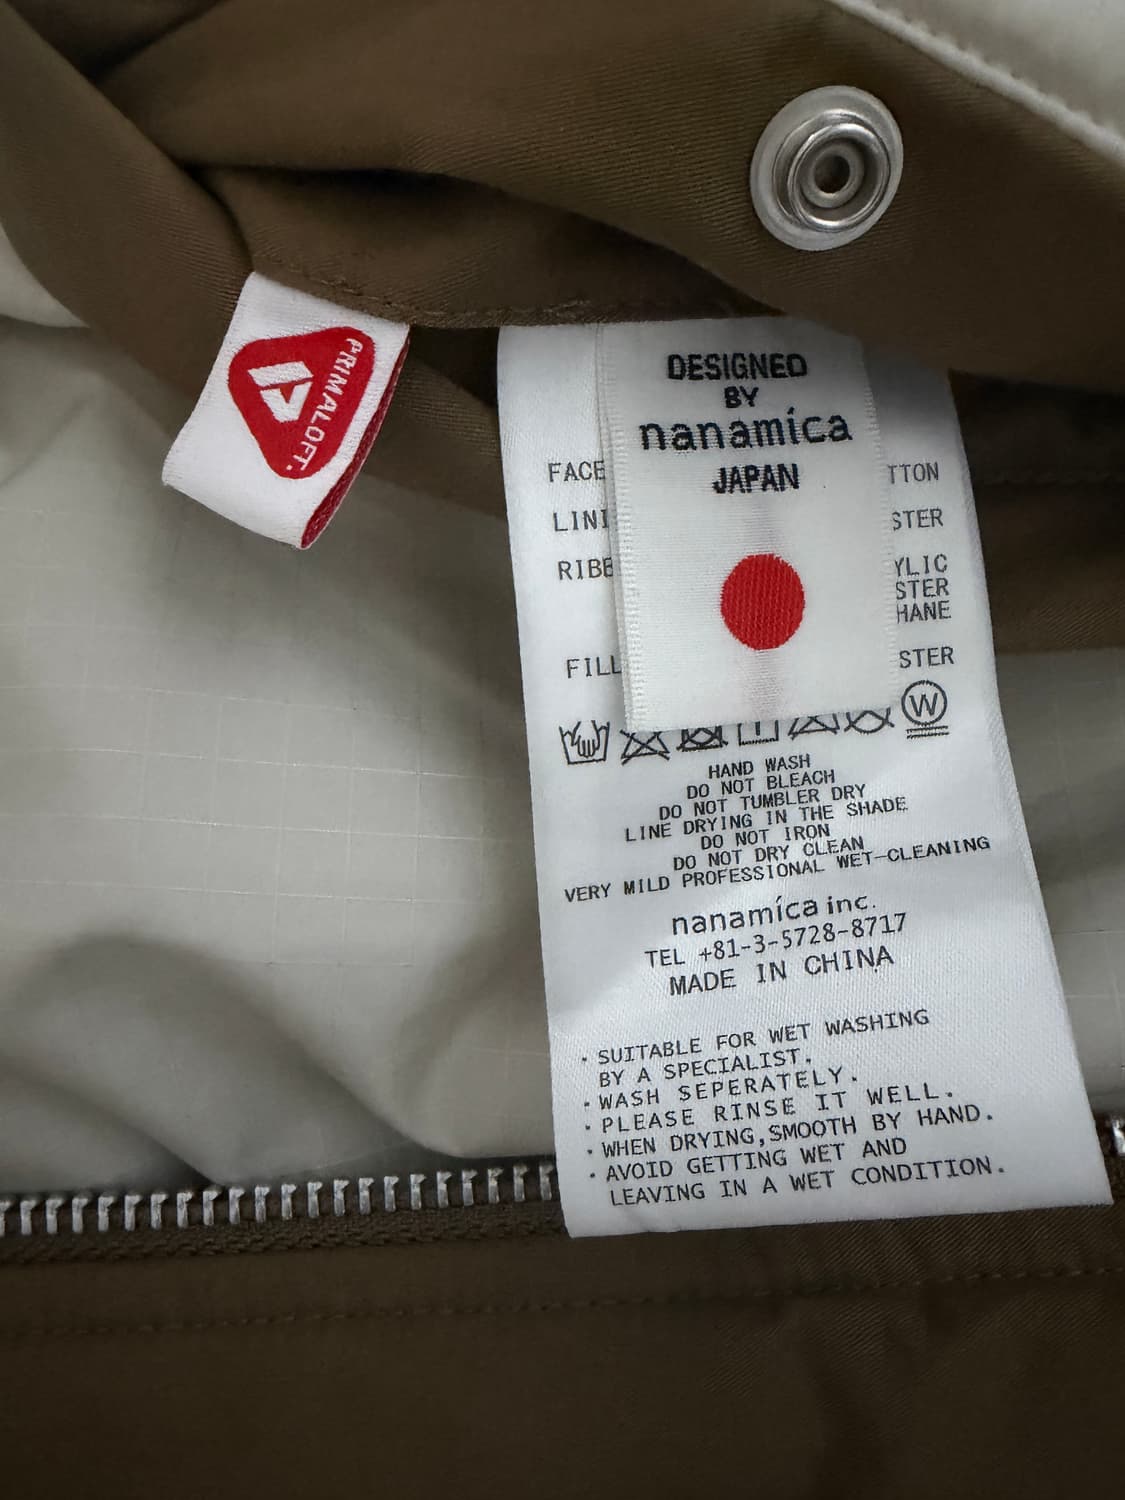 PRIMALOFT.
DESIGNED
BY
nanamíca
JAPAN
FACE
LINI
RIBB
FILL
TTON
STER
YLIC
STER
HANE
STER
W
HAND WASH
DO NOT BLEACH
DO NOT TUMBLER DRY
LINE DRYING IN THE SHADE
DO NOT IRON
DO NOT DRY CLEAN
VERY MILD PROFESSIONAL WET-CLEANING
nanamíca inc.
TEL +81-3-5728-8717
MADE IN CHINA
・SUITABLE FOR WET WASHING
BY A SPECIALIST.
・WASH SEPERATELY.
・PLEASE RINSE IT WELL.
・WHEN DRYING,SMOOTH BY HAND.
・AVOID GETTING WET AND
LEAVING IN A WET CONDITION.